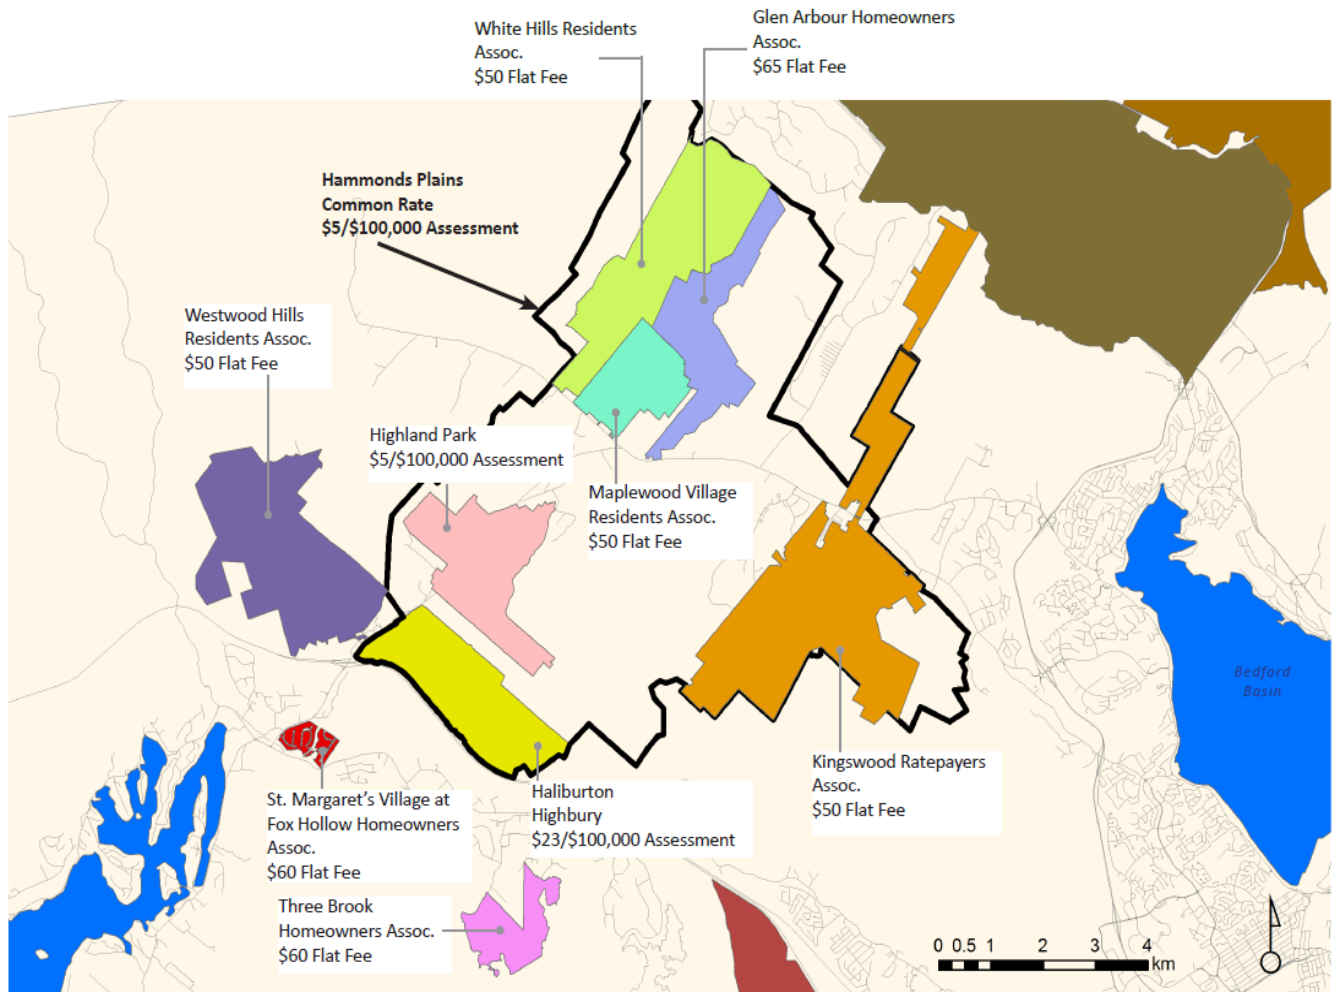 White Hills Residents
Assoc.
$50 Flat Fee
Glen Arbour Homeowners
Assoc.
$65 Flat Fee
Hammonds Plains
Common Rate
$5/$100,000 Assessment
Westwood Hills
Residents Assoc.
$50 Flat Fee
Highland Park
$5/$100,000 Assessment
Maplewood Village
Residents Assoc.
$50 Flat Fee
Bedford
Basin
Kingswood Ratepayers
Assoc.
$50 Flat Fee
Haliburton
Highbury
$23/$100,000 Assessment
St. Margaret's Village at
Fox Hollow Homeowners
Assoc.
$60 Flat Fee
Three Brook
Homeowners Assoc.
$60 Flat Fee
0 0.5 1 2 3 4
km